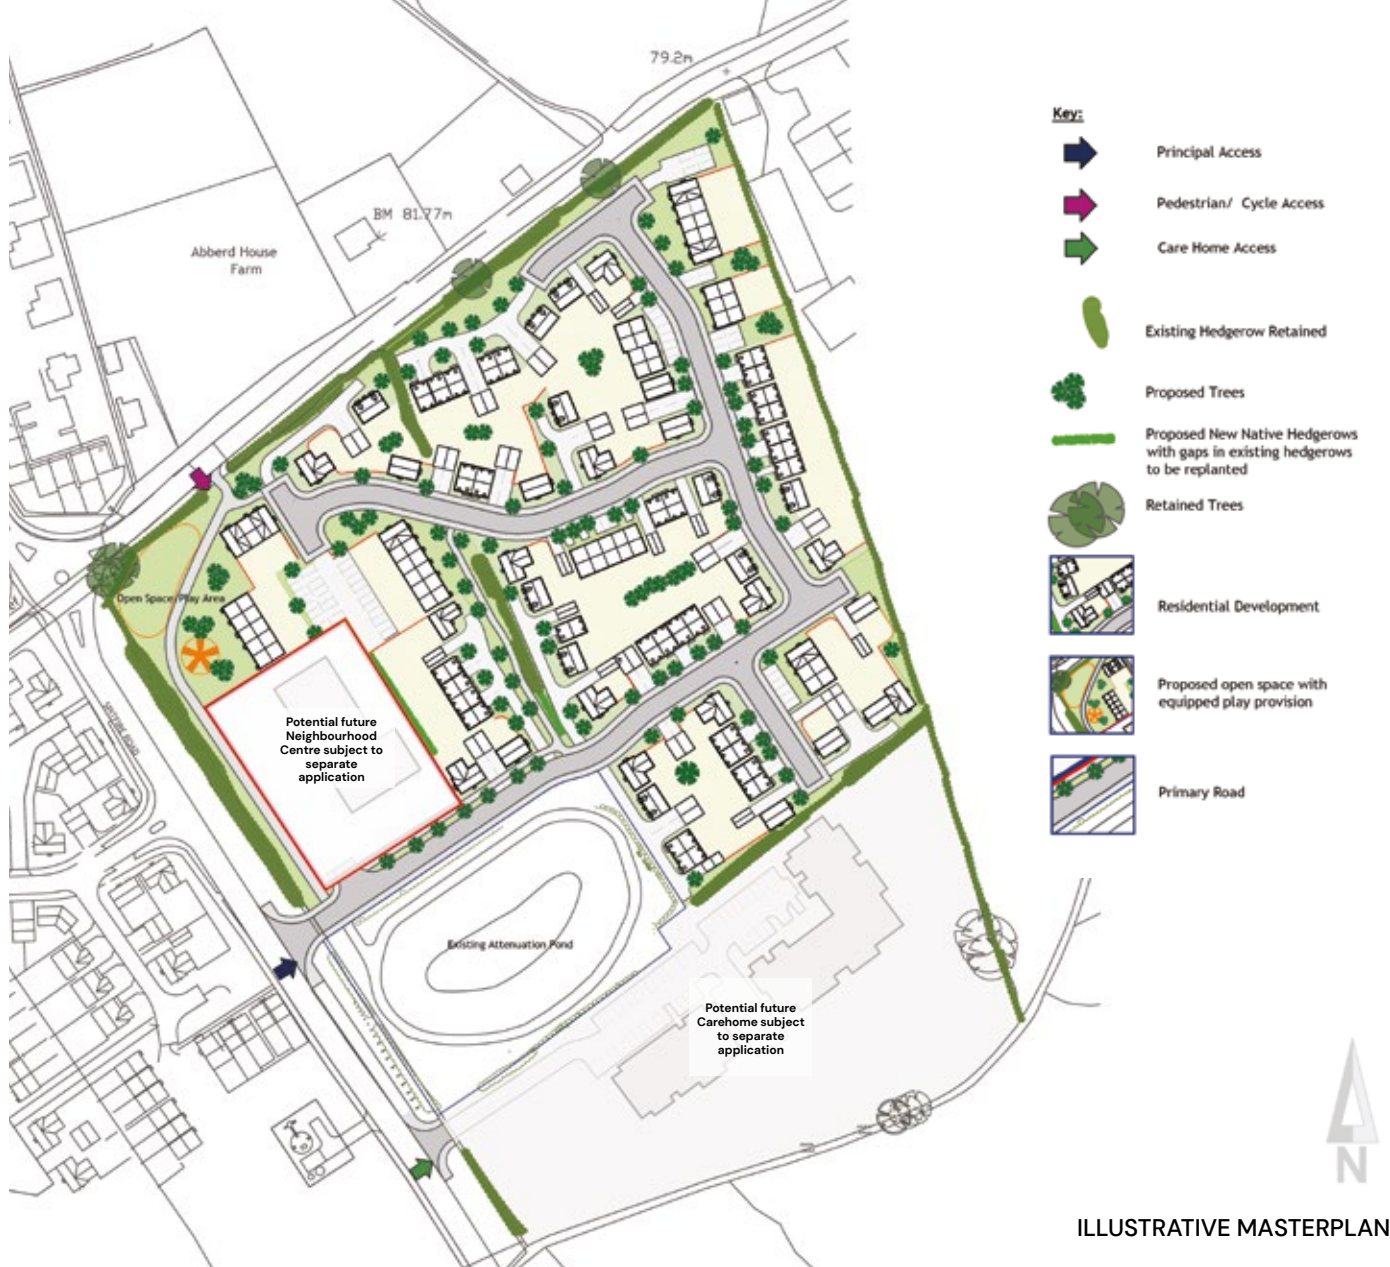 79.2m
BM 81.77m
Abberd House
Farm
Open Space/Play Area
Potential future
Neighbourhood
Centre subject to
separate
application
Existing Attenuation Pond
Potential future
Carehome subject
to separate
application
Key:
Principal Access
Pedestrian/ Cycle Access
Care Home Access
Existing Hedgerow Retained
Proposed Trees
Proposed New Native Hedgerows
with gaps in existing hedgerows
to be replanted
Retained Trees
Residential Development
Proposed open space with
equipped play provision
Primary Road
N
ILLUSTRATIVE MASTERPLAN